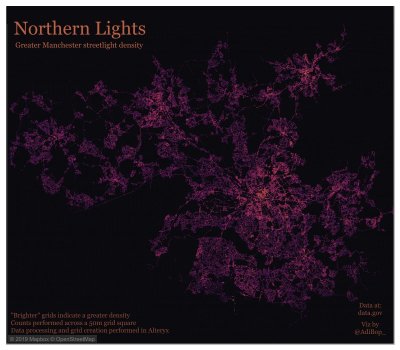 Northern Lights
Greater Manchester streetlight density
"Brighter" grids indicate a greater density
Counts performed across a 50m grid square
Data processing and grid creation performed in Alteryx
© 2019 Mapbox © OpenStreetMap
Data at:
data.gov
Viz by
@AdiBop_